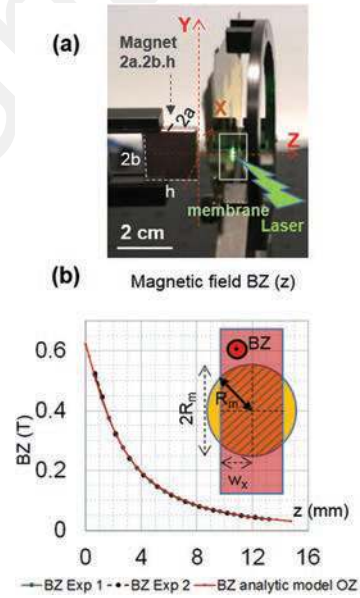 (a)
Y
Magnet
2a.2b.h
2a
X
Z
2b
h
membrane
Laser
2 cm
(b)
Magnetic field BZ (z)
BZ (T)
0.6
0.4
0.2
0
BZ
2Rm
Rm
wx
z (mm)
0 4 8 12 16
BZ Exp 1 BZ Exp 2 BZ analytic model OZ